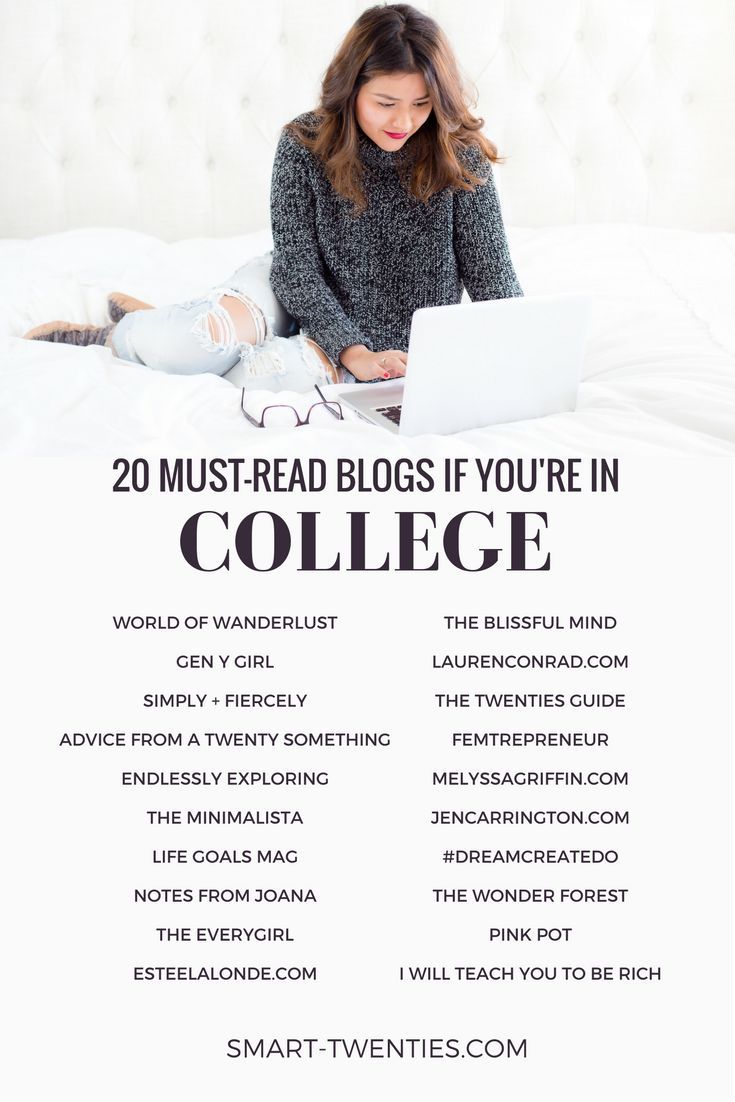 20 MUST-READ BLOGS IF YOU'RE IN
COLLEGE
WORLD OF WANDERLUST
GEN Y GIRL
SIMPLY + FIERCELY
ADVICE FROM A TWENTY SOMETHING
ENDLESSLY EXPLORING
THE MINIMALISTA
LIFE GOALS MAG
NOTES FROM JOANA
THE EVERYGIRL
ESTEELALONDE.COM
THE BLISSFUL MIND
LAURENCONRAD.COM
THE TWENTIES GUIDE
FEMTREPRENEUR
MELYSSAGRIFFIN.COM
JENCARRINGTON.COM
#DREAMCREATEDO
THE WONDER FOREST
PINK POT
I WILL TEACH YOU TO BE RICH
SMART-TWENTIES.COM